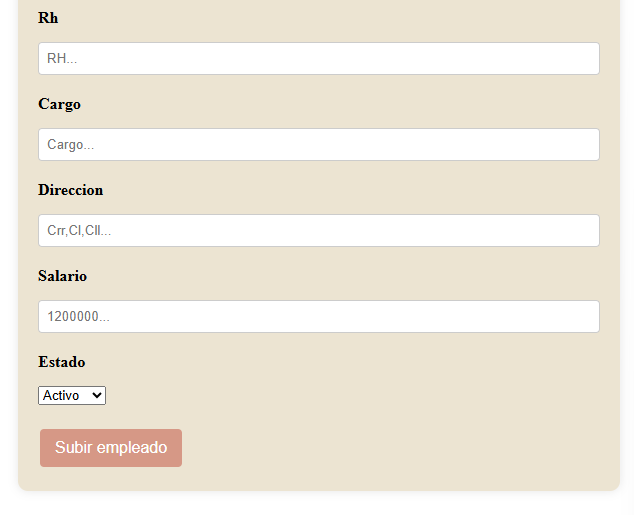 Rh
RH...
Cargo
Cargo...
Direccion
Crr,Cl,Cll...
Salario
1200000...
Estado
Activo
Subir empleado